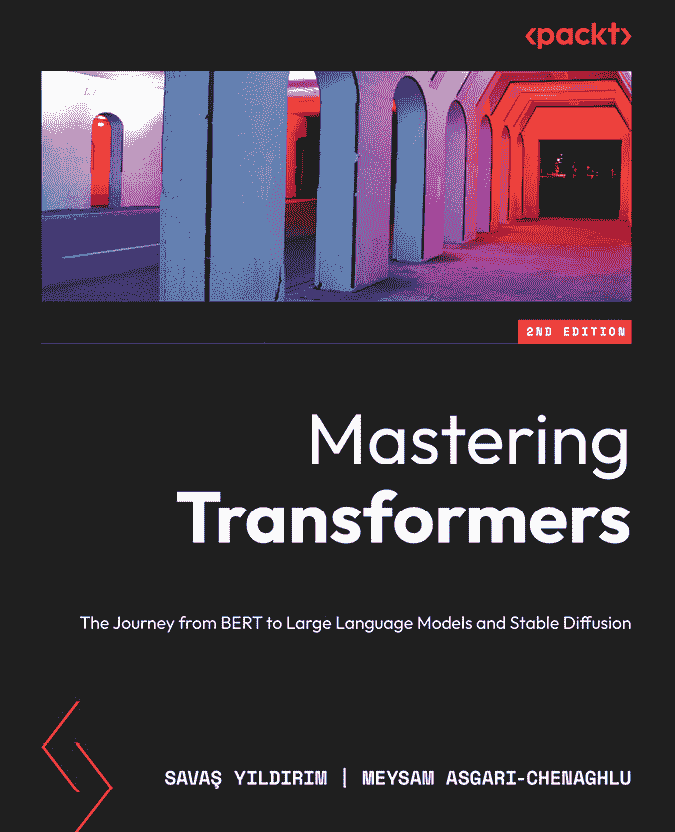 <packt>
2ND EDITION
Mastering
Transformers
The Journey from BERT to Large Language Models and Stable Diffusion
SAVAŞ YILDIRIM | MEYSAM ASGARI-CHENAGHLU